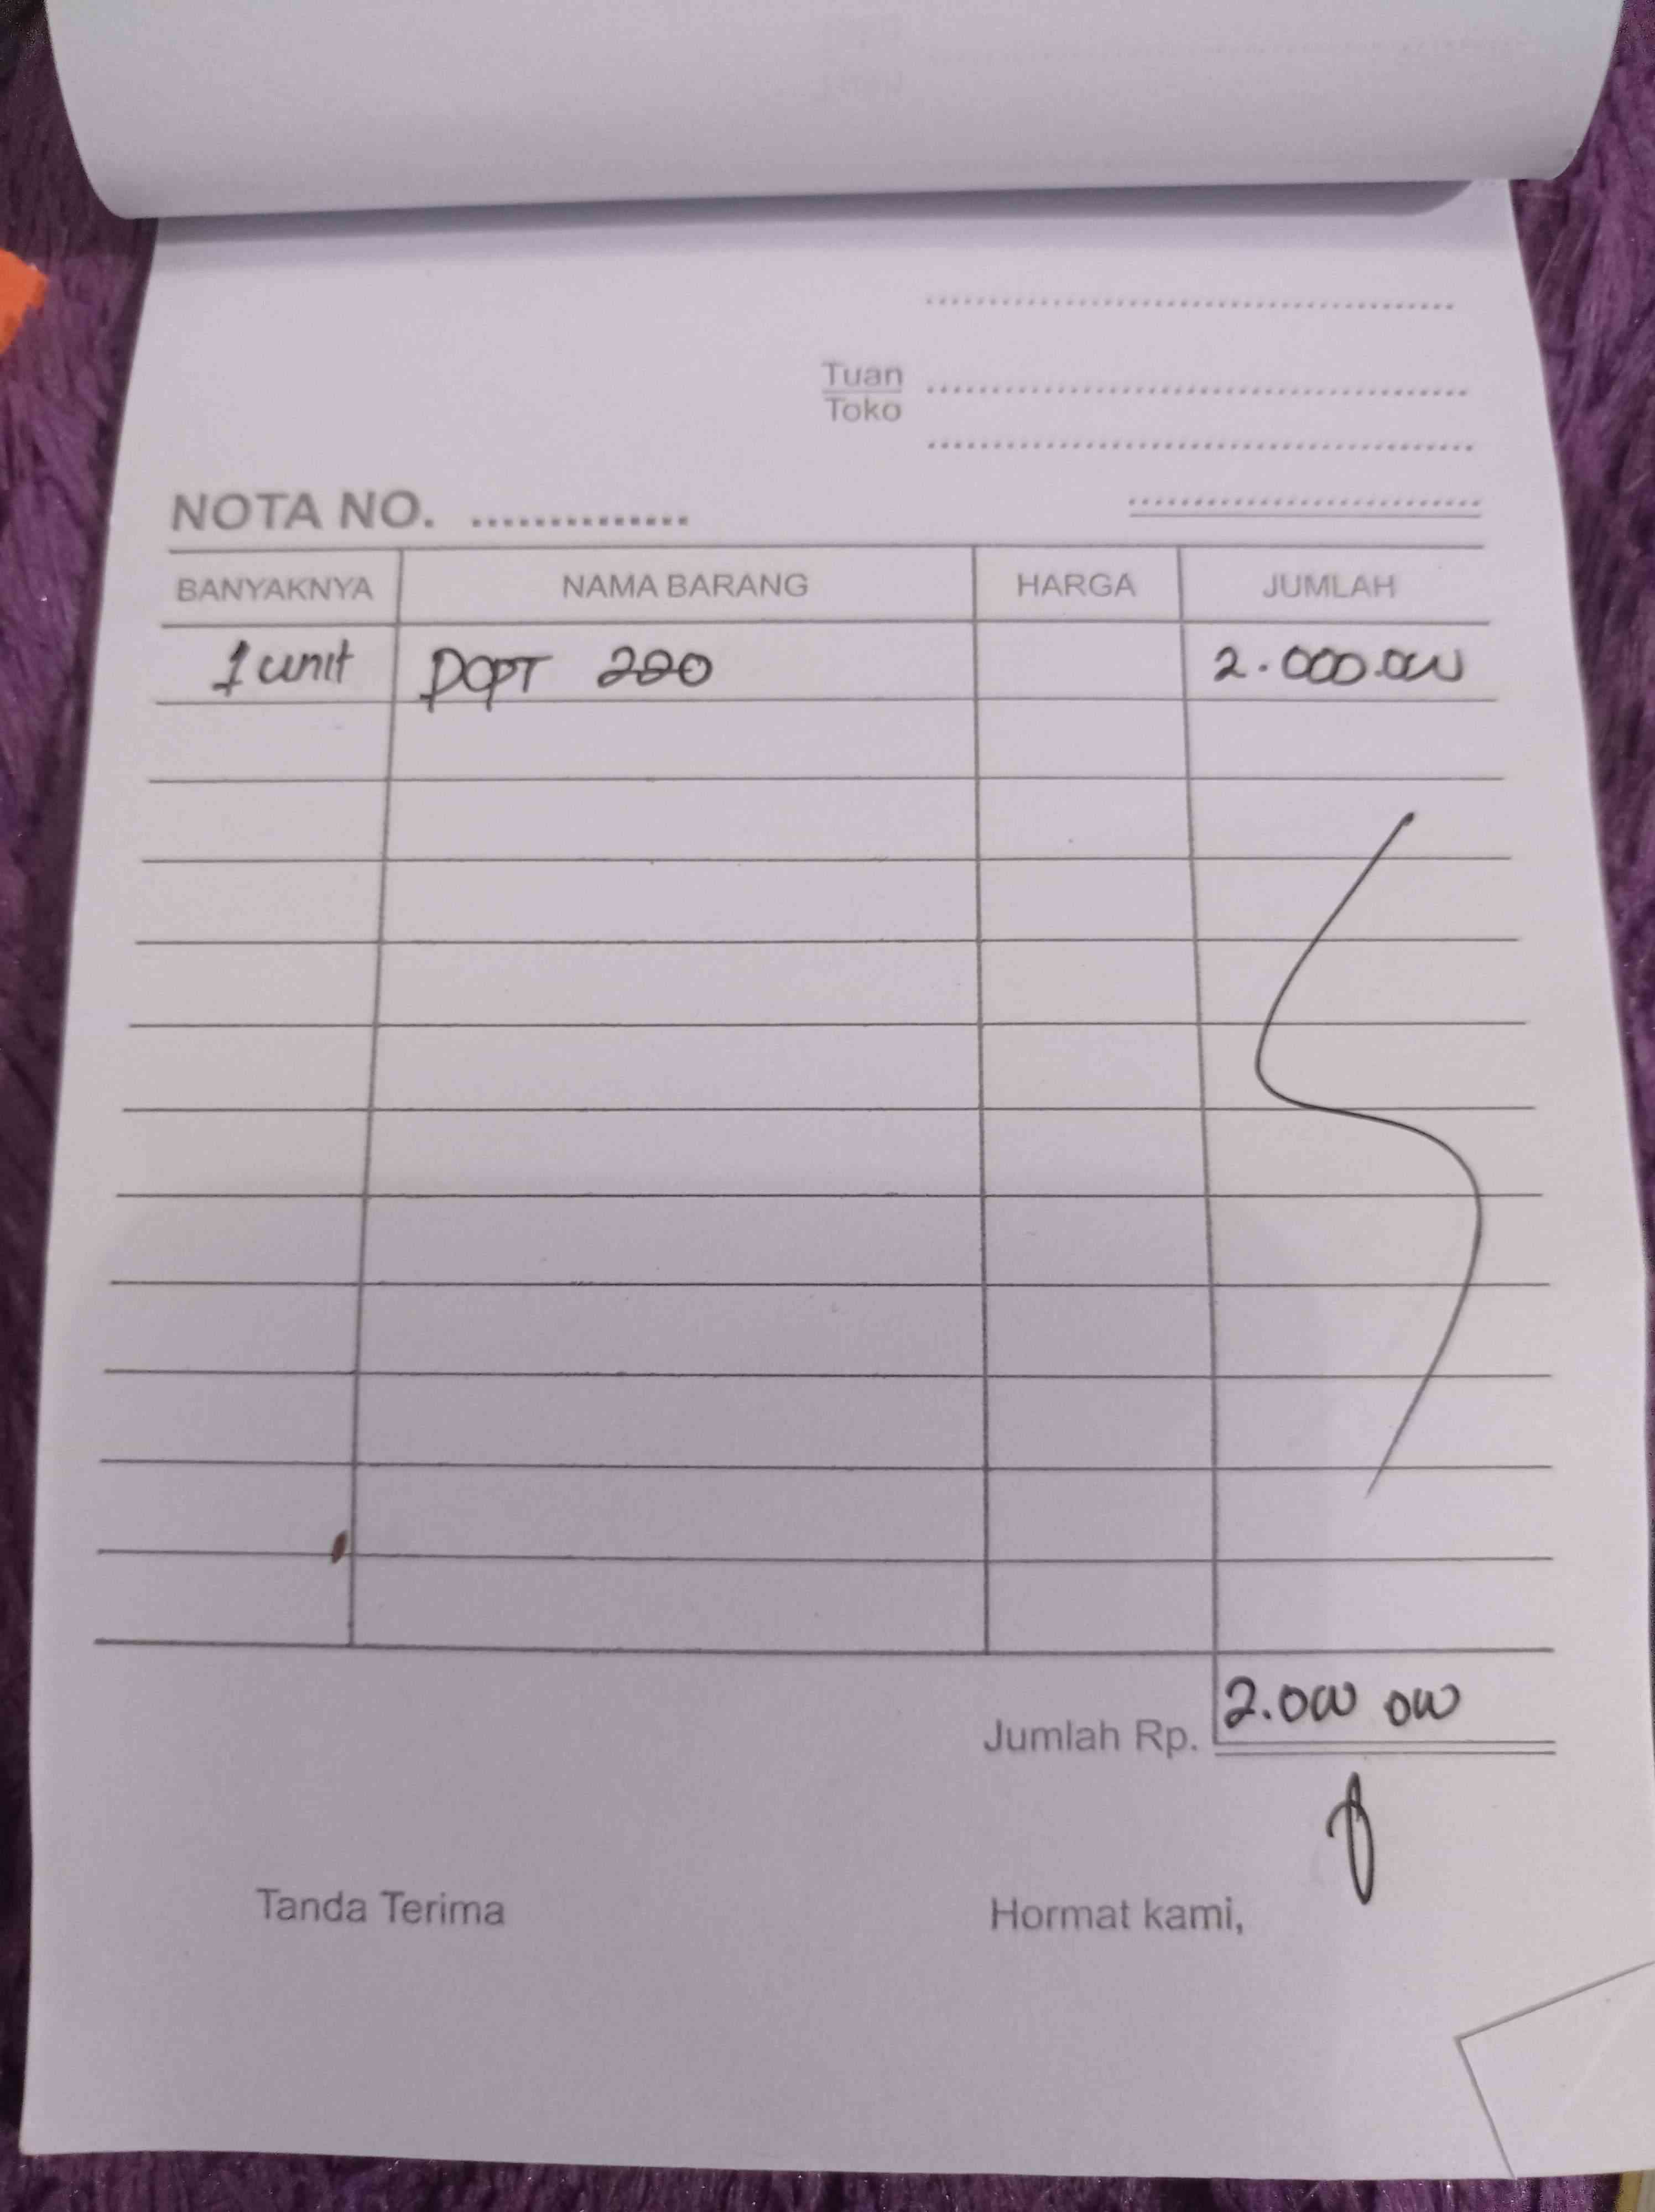 Tuan
Toko
NOTA NO. ..............
BANYAKNYA NAMA BARANG HARGA JUMLAH
1 unit DOPT 220 2.000.000
Jumlah Rp. 2.000 000
Tanda Terima Hormat kami,